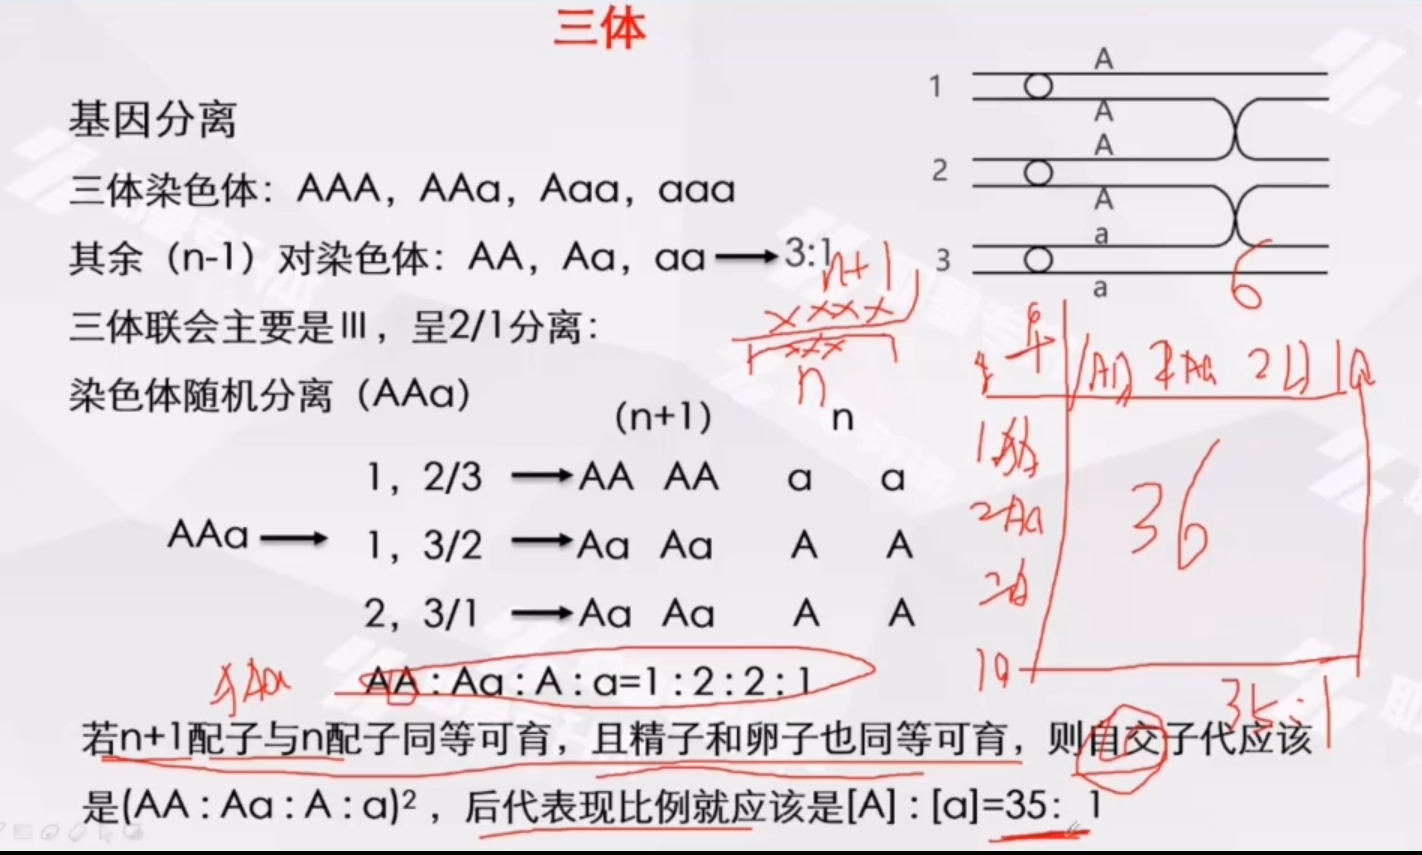 三体
基因分离
三体染色体：AAA，AAa，Aaa，aaa
其余（n-1）对染色体：AA，Aa，aa→3:1
n+1
三体联会主要是Ⅲ，呈2/1分离：
n
染色体随机分离（AAa）
(n+1) n
1，2/3 → AA AA a a
AAa → 1，3/2 → Aa Aa A A
2，3/1 → Aa Aa A A
AA : Aa : A : a=1 : 2 : 2 : 1
若n+1配子与n配子同等可育，且精子和卵子也同等可育，则自交子代应该
是(AA : Aa : A : a)²，后代表现比例就应该是[A] : [a]=35: 1
1 A
A
2 A
A
3 a
a
6
♀
1AA 2Aa 2A 1a
1AA
2Aa
2A
1a
36
35:1